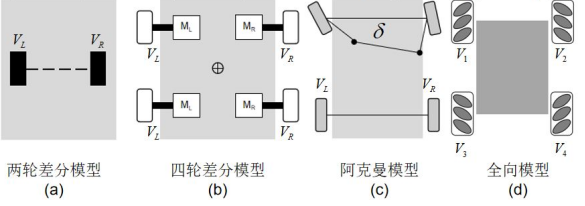 V_L V_R
M_L M_R
V_L V_R
M_L M_R
V_L V_R
δ
V_L V_R
V_1 V_2
V_3 V_4
两轮差分模型 四轮差分模型 阿克曼模型 全向模型
(a) (b) (c) (d)